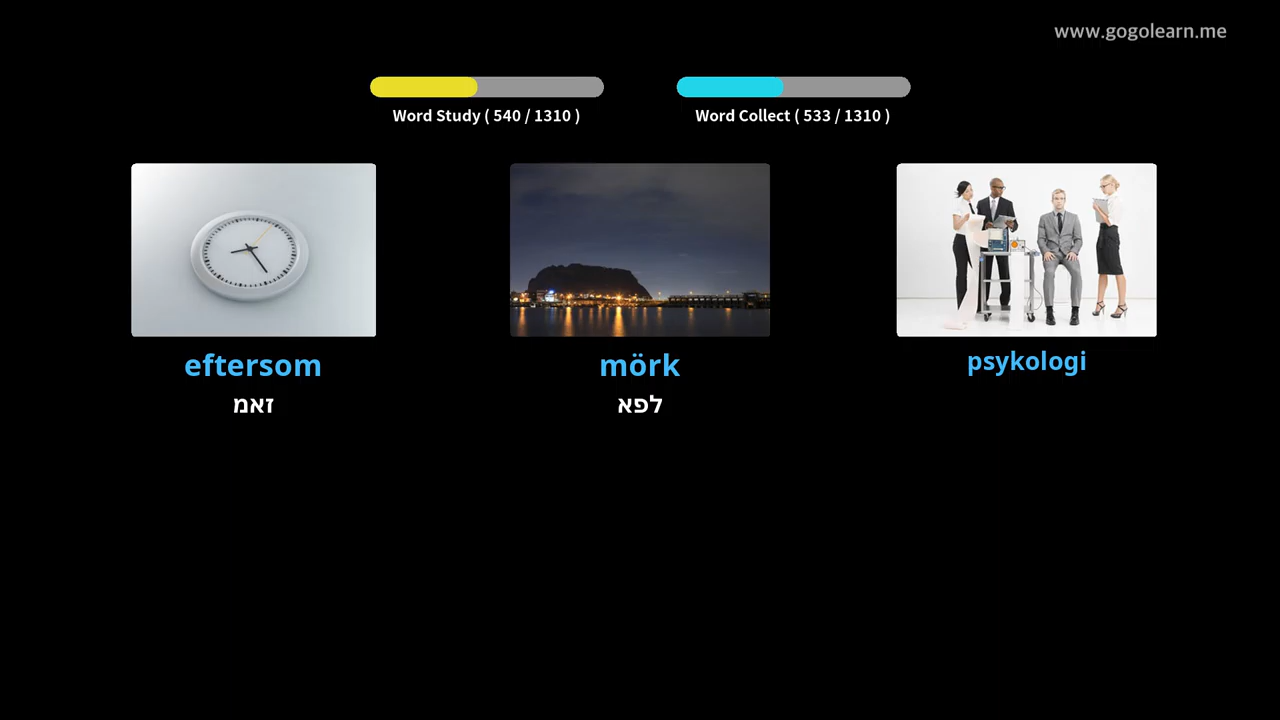 www.gogolearn.me
Word Study ( 540 / 1310 )
Word Collect ( 533 / 1310 )
eftersom
mörk
psykologi
זאמ
לפא